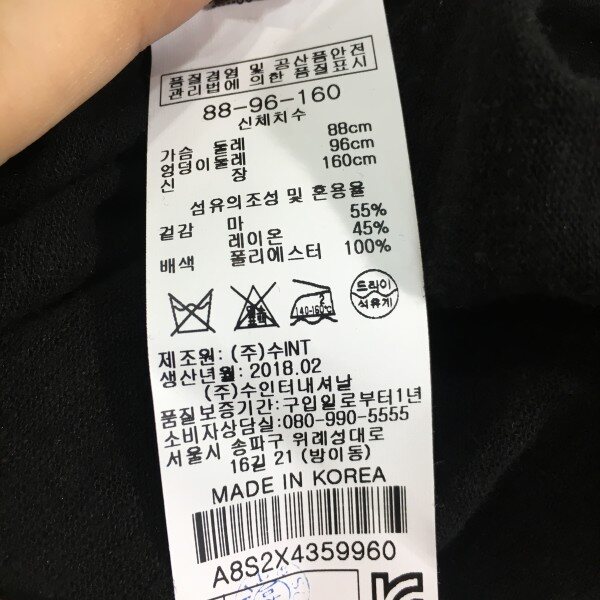 품질경영 및 공산품안전
관리법에 의한 품질표시
88-96-160
신체치수
가슴 둘레 88cm
엉덩이둘레 96cm
신 장 160cm
섬유의조성 및 혼용율
겉감 마 55%
레이온 45%
배색 폴리에스터 100%
2
140-160℃
드라이
석유계
제조원: (주)수INT
생산년월: 2018.02
(주)수인터내셔날
품질보증기간: 구입일로부터1년
소비자상담실: 080-990-5555
서울시 송파구 위례성대로
16길 21 (방이동)
MADE IN KOREA
A8S2X4359960